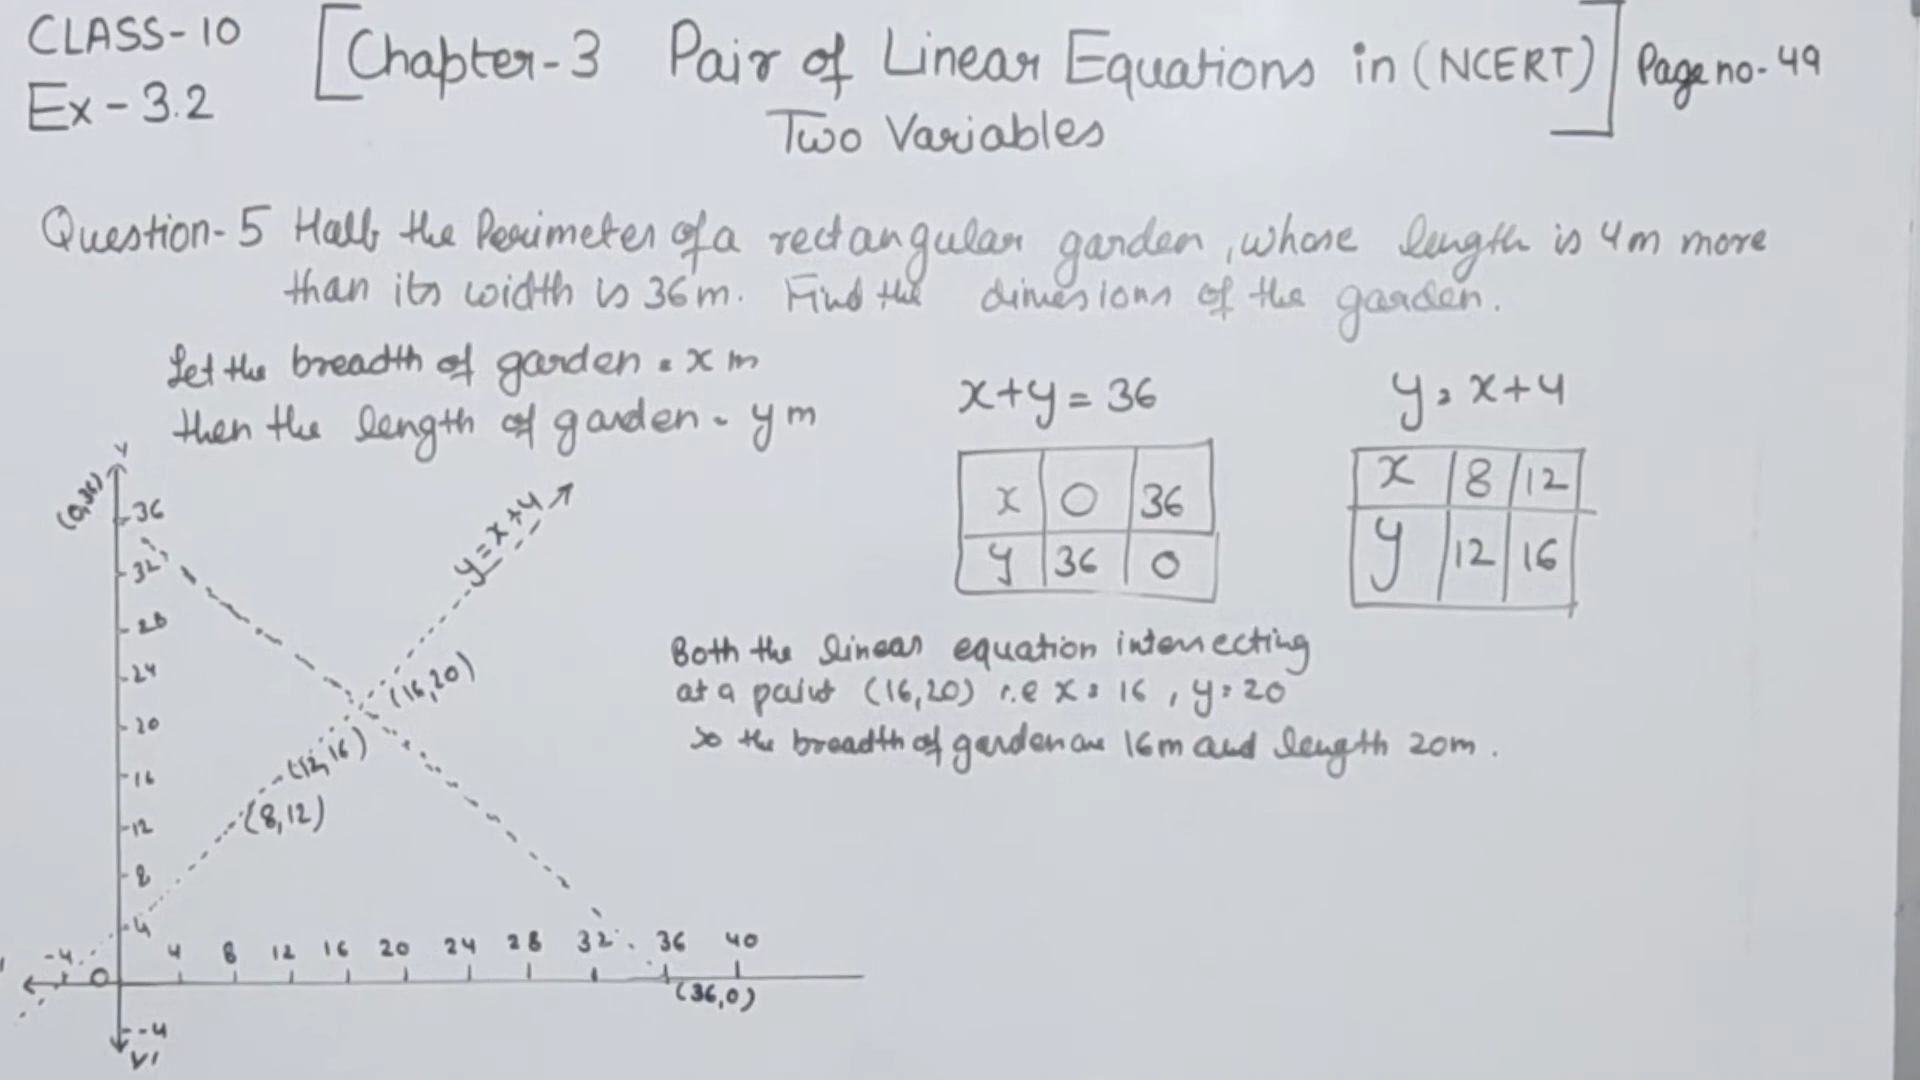 CLASS-10
Ex-3.2
[Chapter-3 Pair of Linear Equations in (NCERT)] Page no-49
Two Variables
Question-5 Half the Perimeter of a rectangular garden, whose length is 4m more
than its width is 36m. Find the dimesions of the garden.
Let the breadth of garden = x m
then the length of garden = y m
x+y = 36
x 0 36
y 36 0
y = x+4
x 8 12
y 12 16
Both the linear equation intersecting
at a point (16,20) i.e x = 16, y = 20
So the breadth of garden are 16m and length 20m.
Y
(0,36)
36
32
28
24
20
16
12
8
4
y = x+4
(16,20)
(12,16)
(8,12)
-4 0 4 8 12 16 20 24 28 32 36 40
(36,0)
-4
Y'